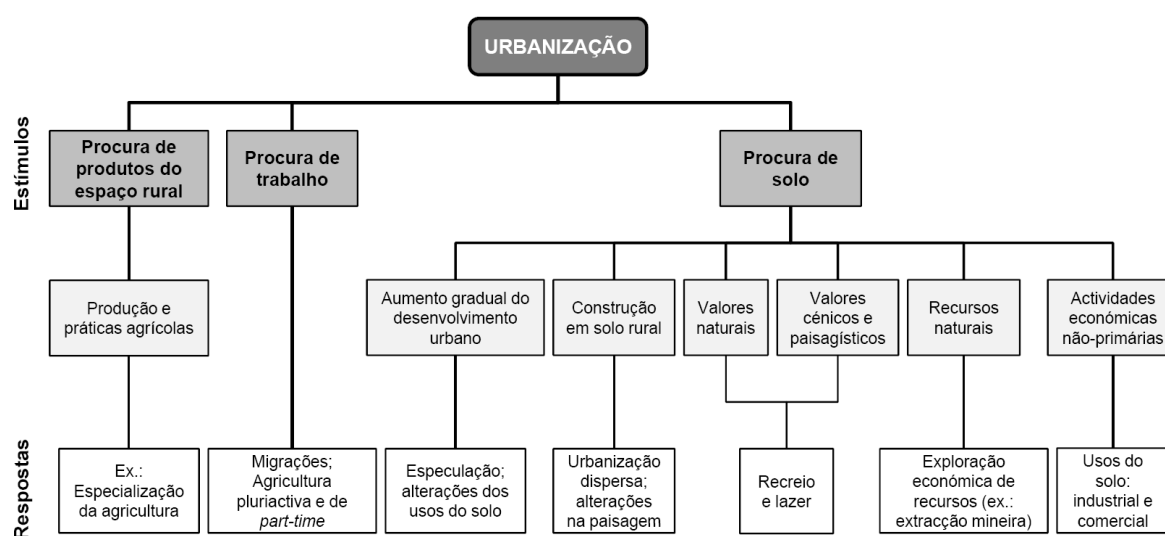 URBANIZAÇÃO
Estímulos
Procura de
produtos do
espaço rural
Procura de
trabalho
Procura de
solo
Produção e
práticas agrícolas
Aumento gradual do
desenvolvimento
urbano
Construção
em solo rural
Valores
naturais
Valores
cénicos e
paisagísticos
Recursos
naturais
Actividades
económicas
não-primárias
Respostas
Ex.:
Especialização
da agricultura
Migrações;
Agricultura
pluriactiva e de
part-time
Especulação;
alterações dos
usos do solo
Urbanização
dispersa;
alterações
na paisagem
Recreio
e lazer
Exploração
económica de
recursos (ex.:
extracção mineira)
Usos do
solo:
industrial e
comercial